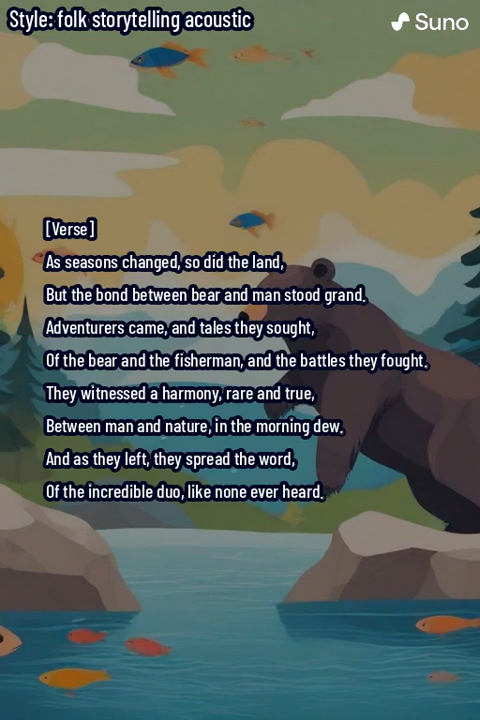 Style: folk storytelling acoustic
Suno
[Verse]
As seasons changed, so did the land,
But the bond between bear and man stood grand.
Adventurers came, and tales they sought,
Of the bear and the fisherman, and the battles they fought.
They witnessed a harmony, rare and true,
Between man and nature, in the morning dew.
And as they left, they spread the word,
Of the incredible duo, like none ever heard.